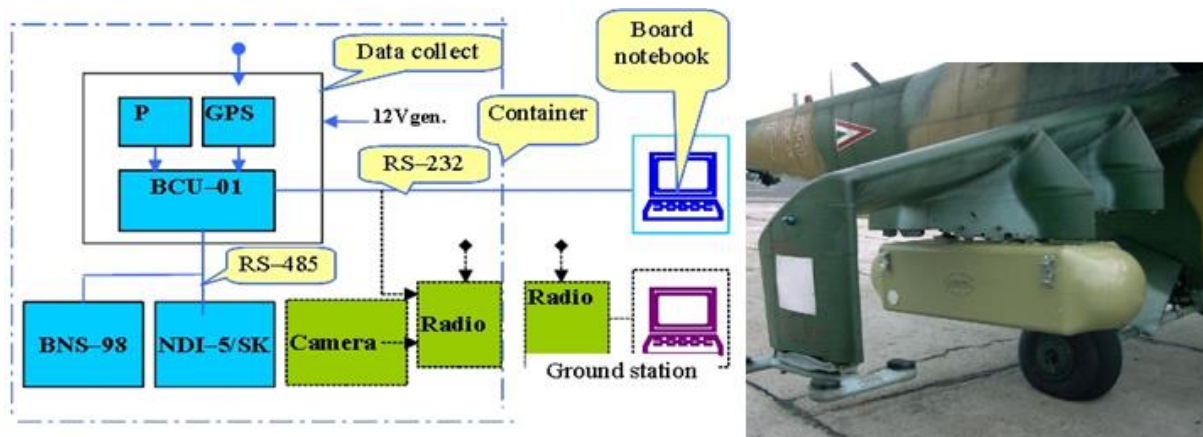 Board
notebook
Data collect
P
GPS
12Vgen.
Container
RS–232
BCU–01
RS–485
BNS–98
NDI–5/SK
Camera
Radio
Radio
Ground station